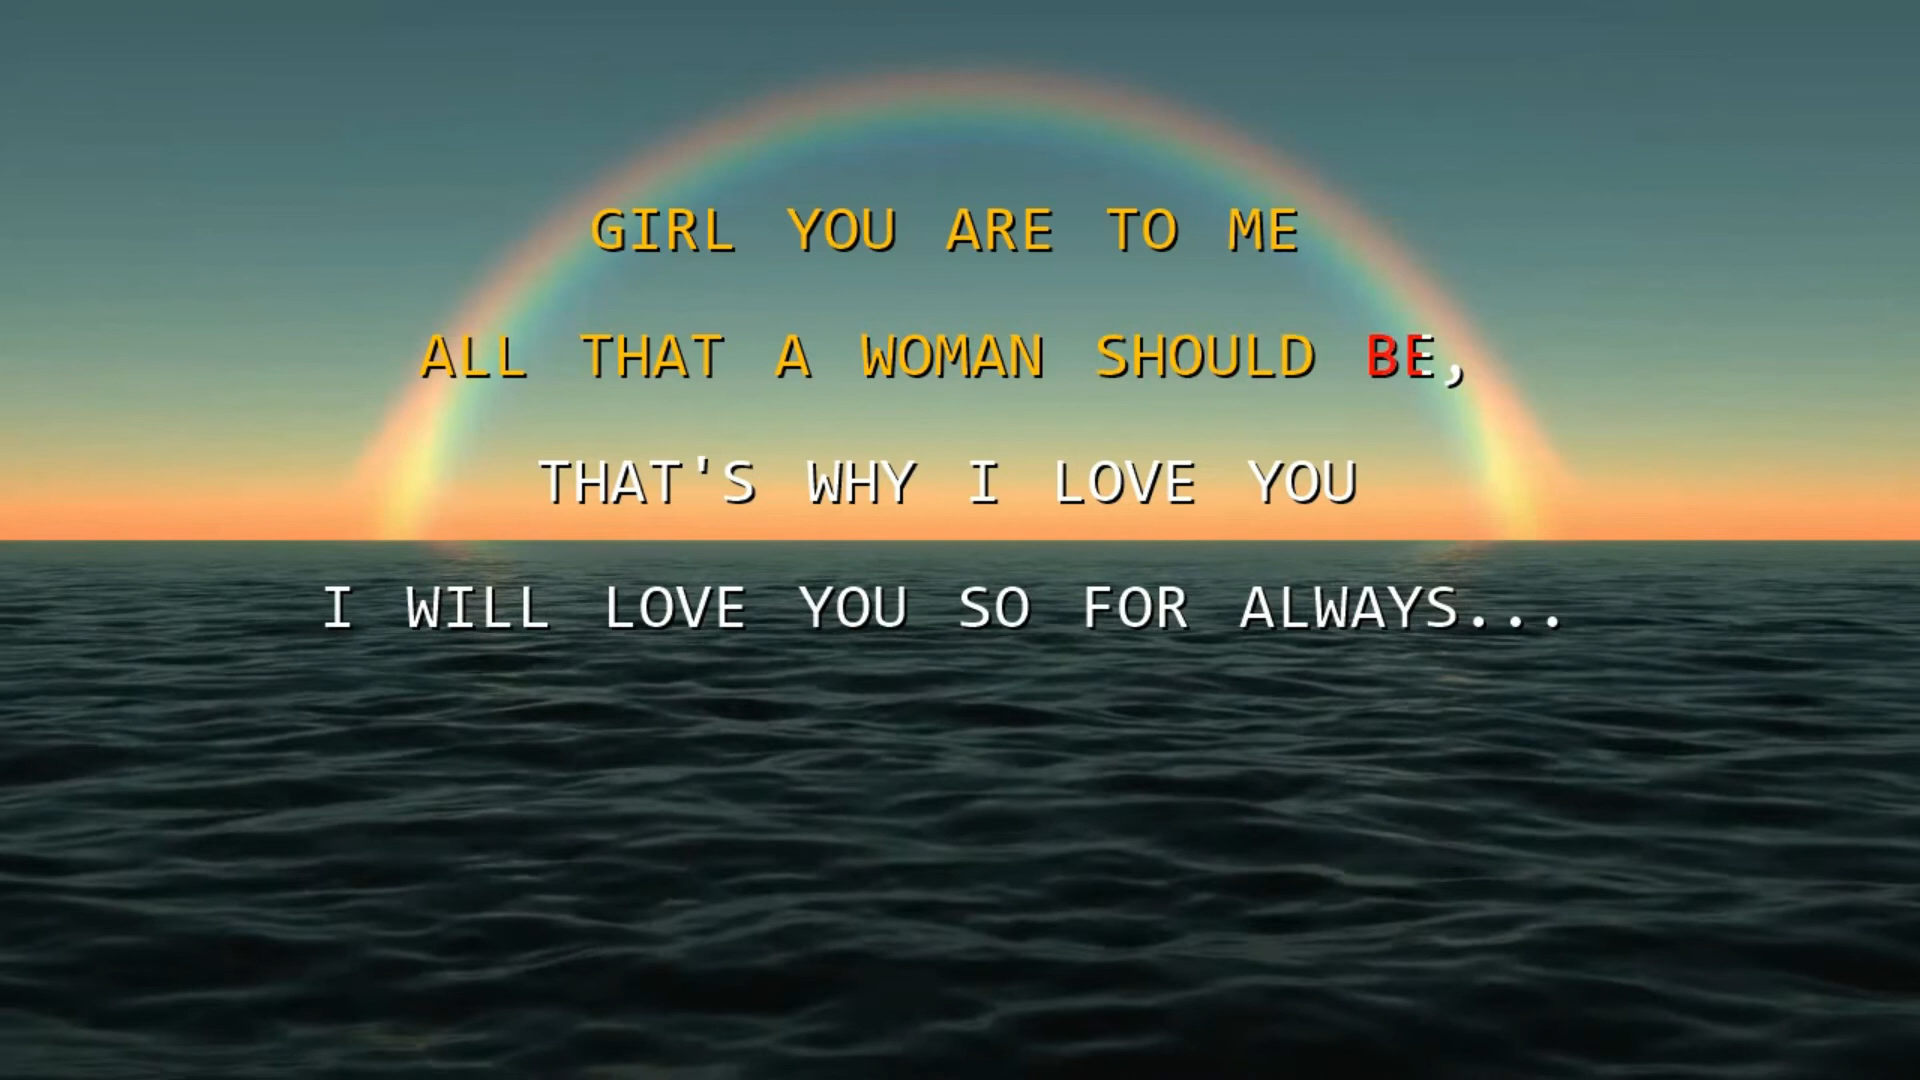 GIRL YOU ARE TO ME
ALL THAT A WOMAN SHOULD BE,
THAT'S WHY I LOVE YOU
I WILL LOVE YOU SO FOR ALWAYS...